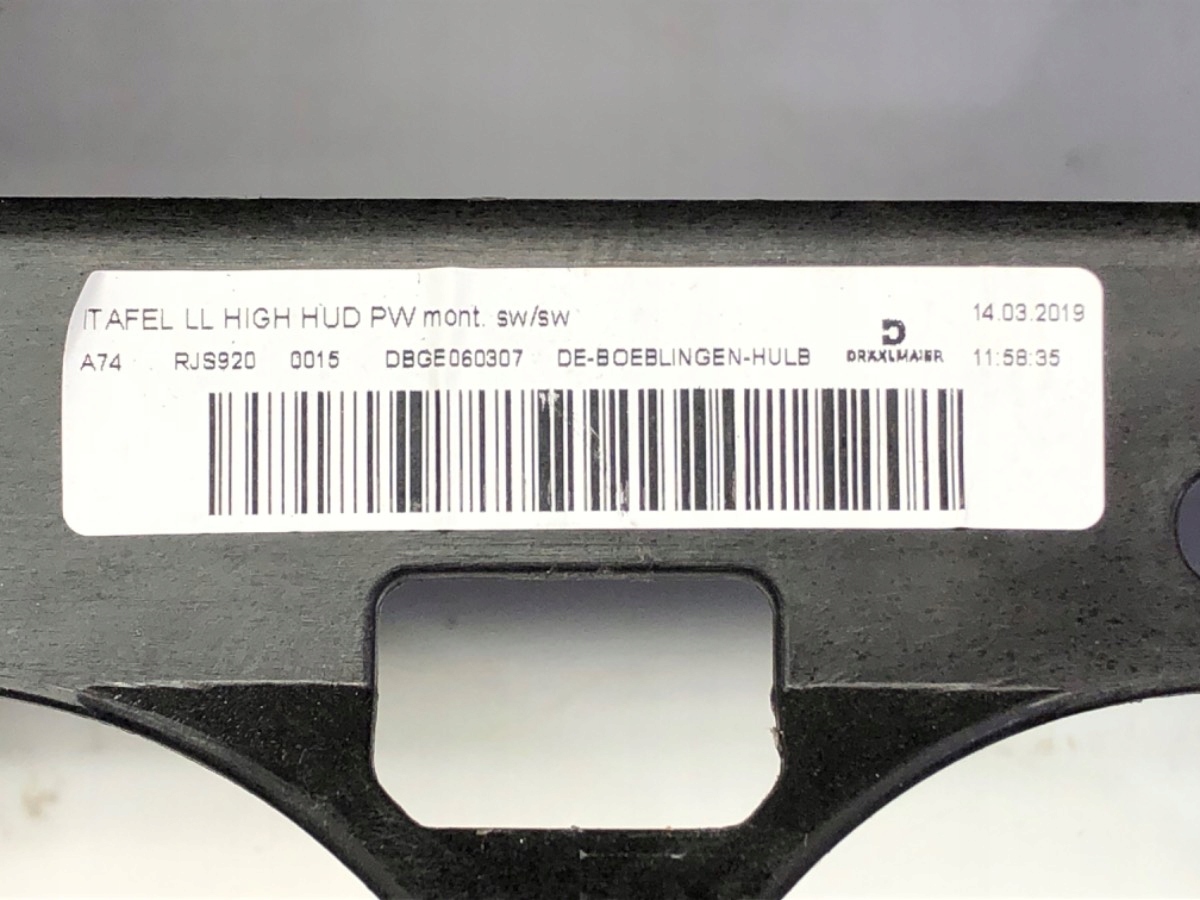 ITAFEL LL HIGH HUD PW mont. sw/sw 14.03.2019
A74 RJS920 0015 DBGE060307 DE-BOEBLINGEN-HULB DRÄXLMAIER 11:58:35